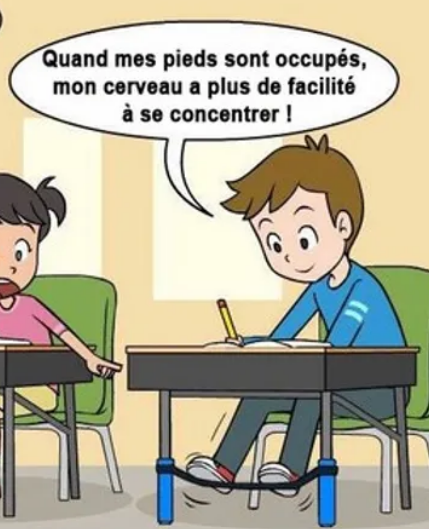 Quand mes pieds sont occupés,
mon cerveau a plus de facilité
à se concentrer !